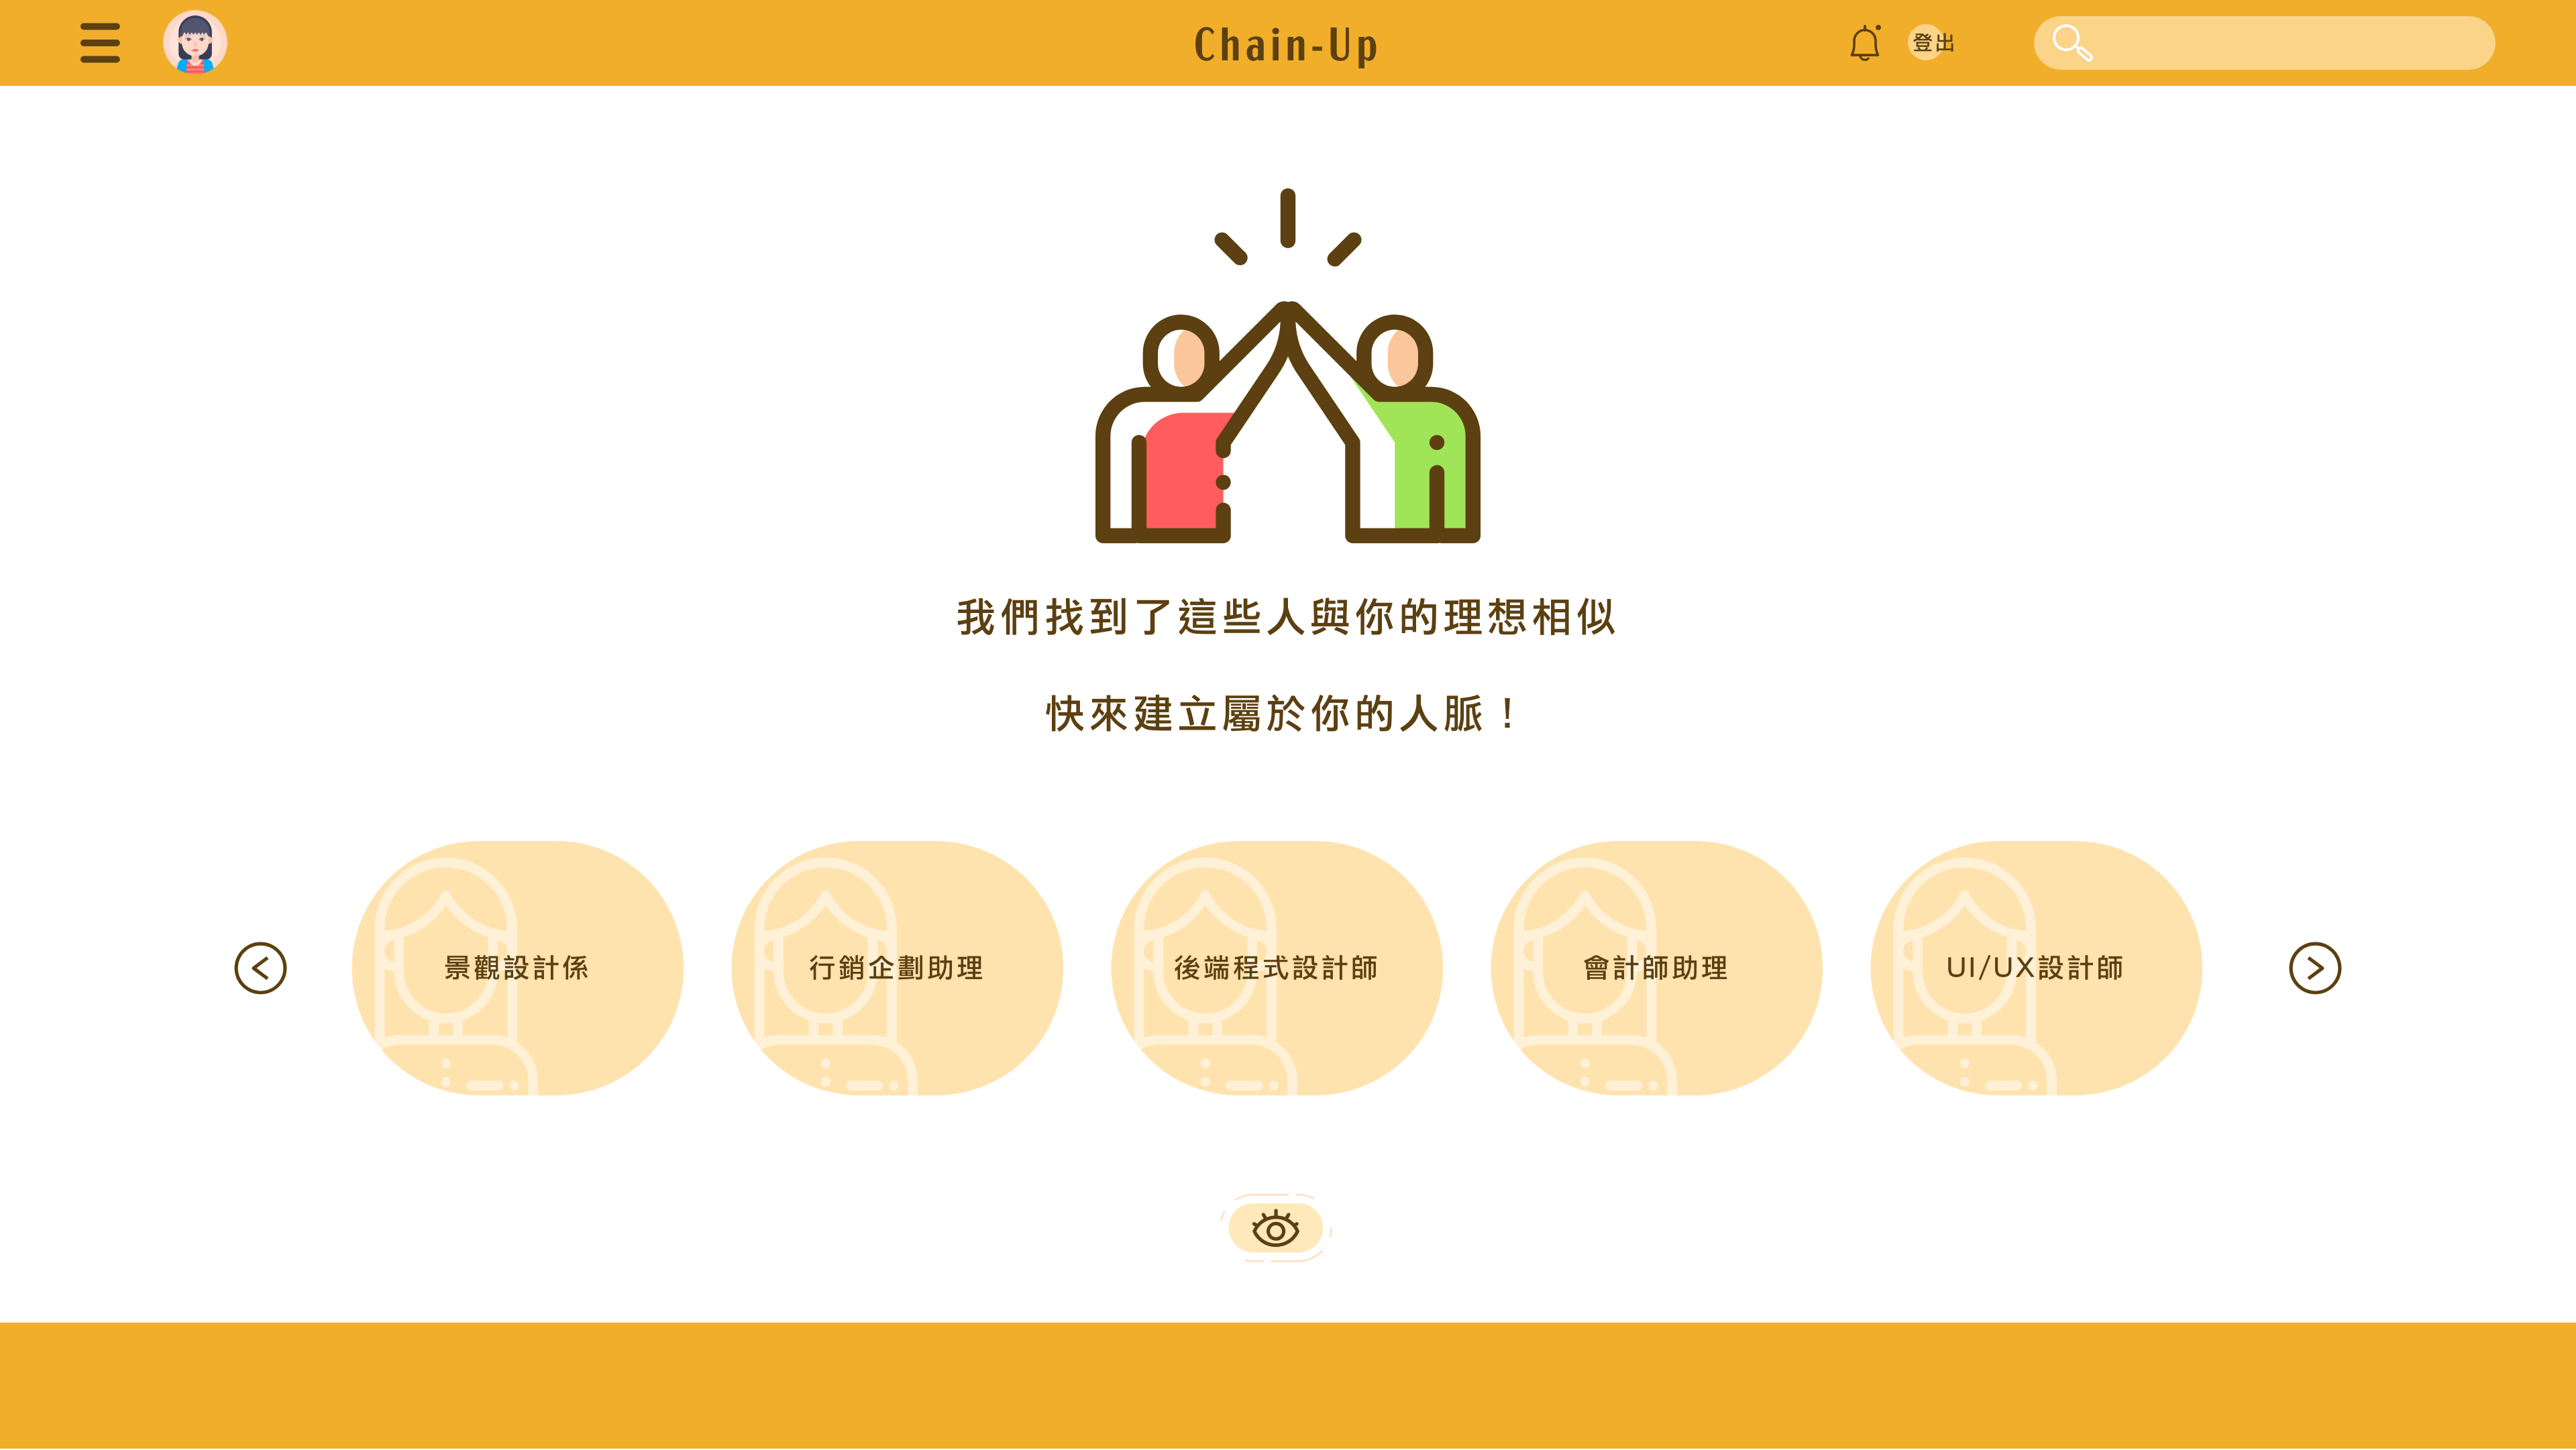 Chain-Up
登出
我們找到了這些人與你的理想相似
快來建立屬於你的人脈！
景觀設計係
行銷企劃助理
後端程式設計師
會計師助理
UI/UX設計師